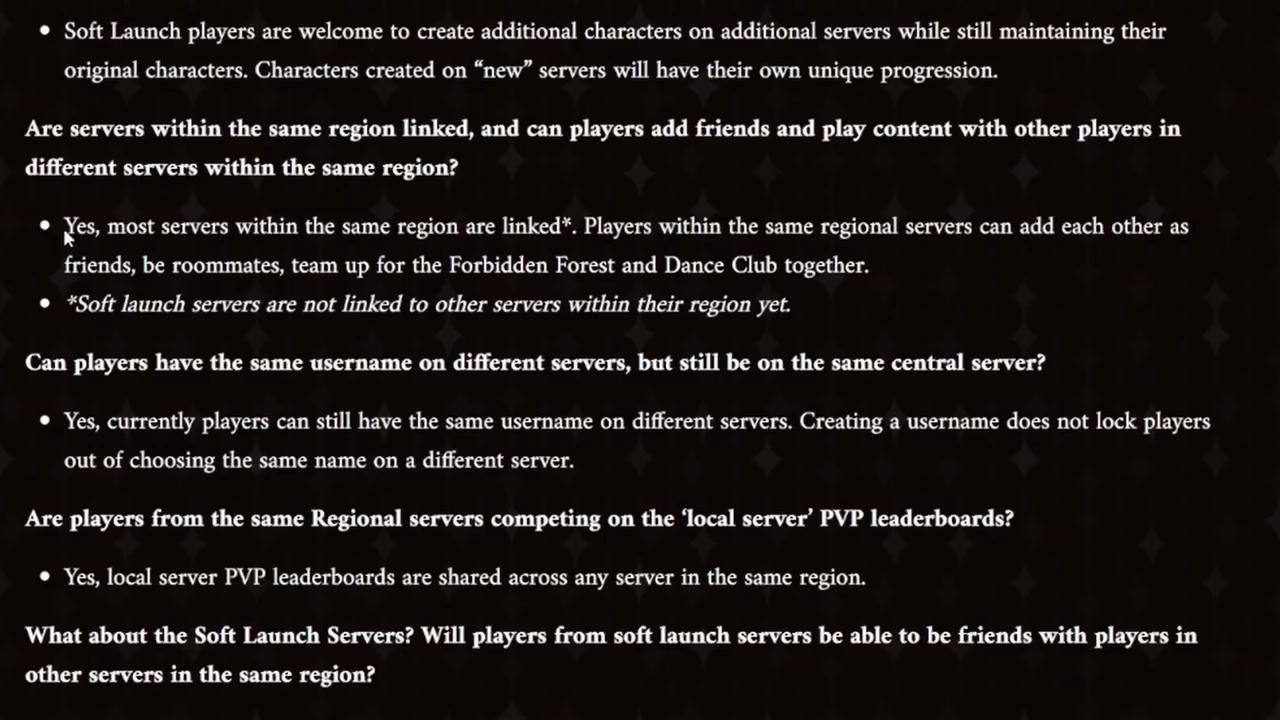 • Soft Launch players are welcome to create additional characters on additional servers while still maintaining their
original characters. Characters created on “new” servers will have their own unique progression.
Are servers within the same region linked, and can players add friends and play content with other players in
different servers within the same region?
• Yes, most servers within the same region are linked*. Players within the same regional servers can add each other as
friends, be roommates, team up for the Forbidden Forest and Dance Club together.
• *Soft launch servers are not linked to other servers within their region yet.
Can players have the same username on different servers, but still be on the same central server?
• Yes, currently players can still have the same username on different servers. Creating a username does not lock players
out of choosing the same name on a different server.
Are players from the same Regional servers competing on the ‘local server’ PVP leaderboards?
• Yes, local server PVP leaderboards are shared across any server in the same region.
What about the Soft Launch Servers? Will players from soft launch servers be able to be friends with players in
other servers in the same region?